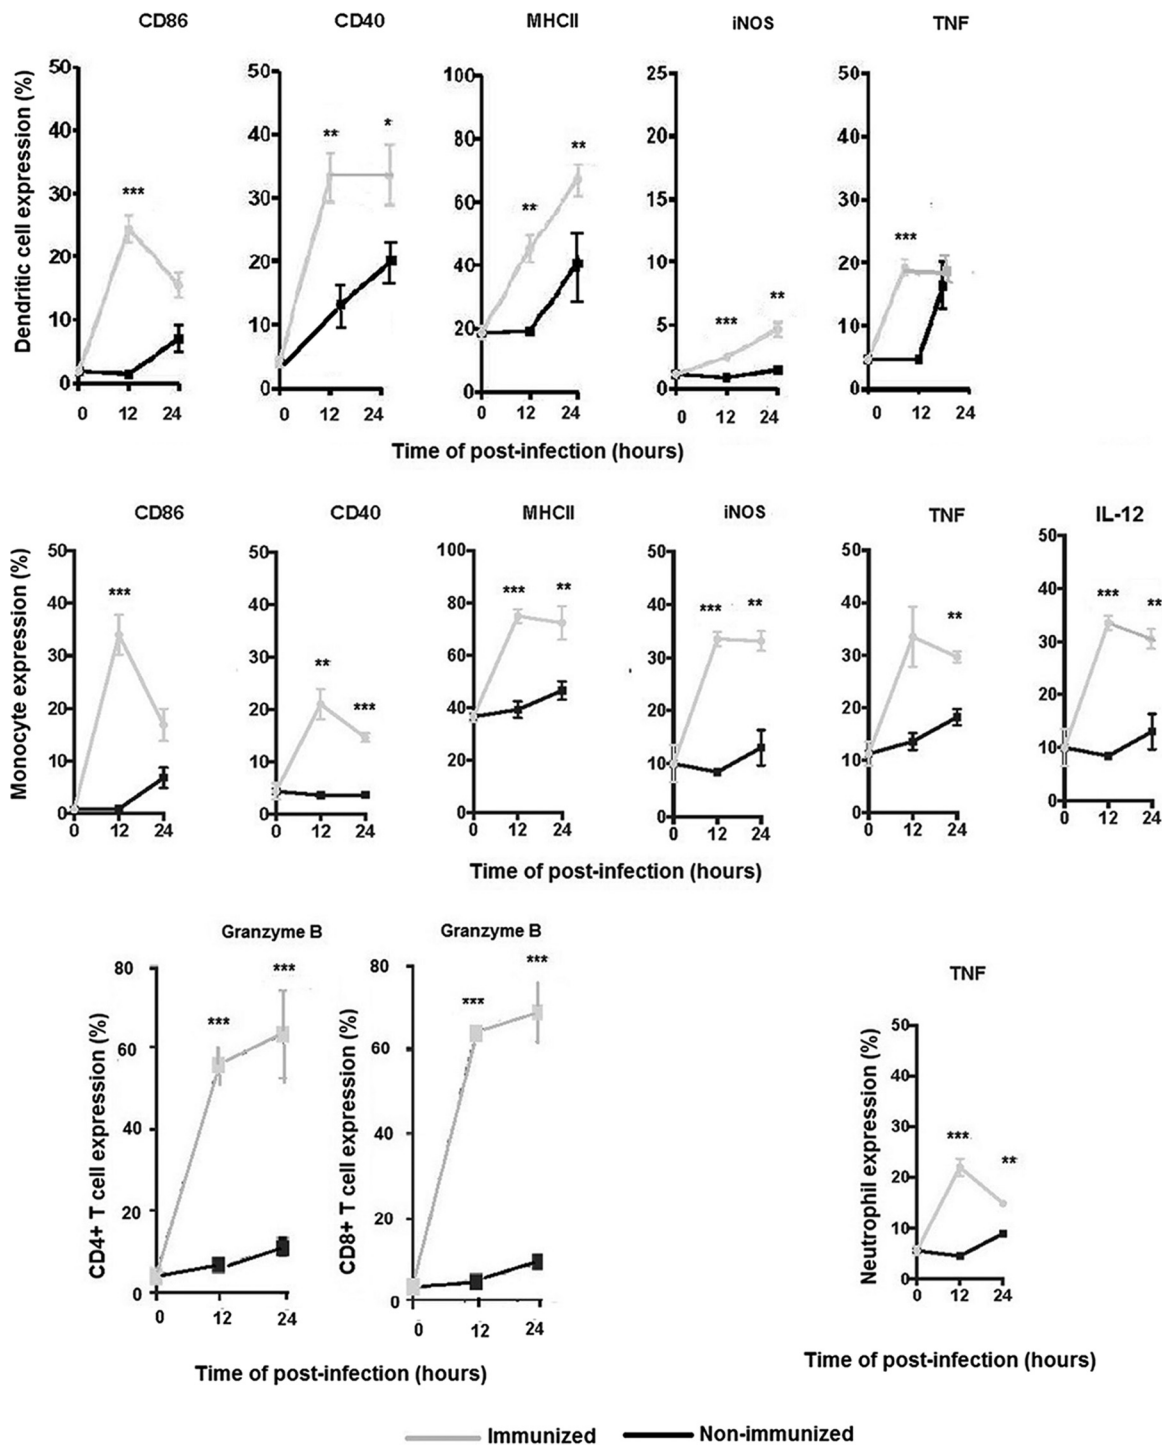 CD86 CD40 MHCII iNOS TNF
Dendritic cell expression (%)
50 40 30 20 10 0
0 12 24
***
50 40 30 20 10 0
0 12 24
** *
100 80 60 40 20 0
0 12 24
** **
25 20 15 10 5 0
0 12 24
*** **
50 40 30 20 10 0
0 12 24
***
Time of post-infection (hours)
CD86 CD40 MHCII iNOS TNF IL-12
Monocyte expression (%)
50 40 30 20 10 0
0 12 24
***
50 40 30 20 10 0
0 12 24
** ***
100 80 60 40 20 0
0 12 24
*** **
50 40 30 20 10 0
0 12 24
*** **
50 40 30 20 10 0
0 12 24
**
50 40 30 20 10 0
0 12 24
*** **
Time of post-infection (hours)
Granzyme B
CD4+ T cell expression (%)
80 60 40 20 0
0 12 24
*** ***
Granzyme B
CD8+ T cell expression (%)
80 60 40 20 0
0 12 24
*** ***
Time of post-infection (hours)
TNF
Neutrophil expression (%)
50 40 30 20 10 0
0 12 24
*** **
Time of post-infection (hours)
Immunized Non-immunized